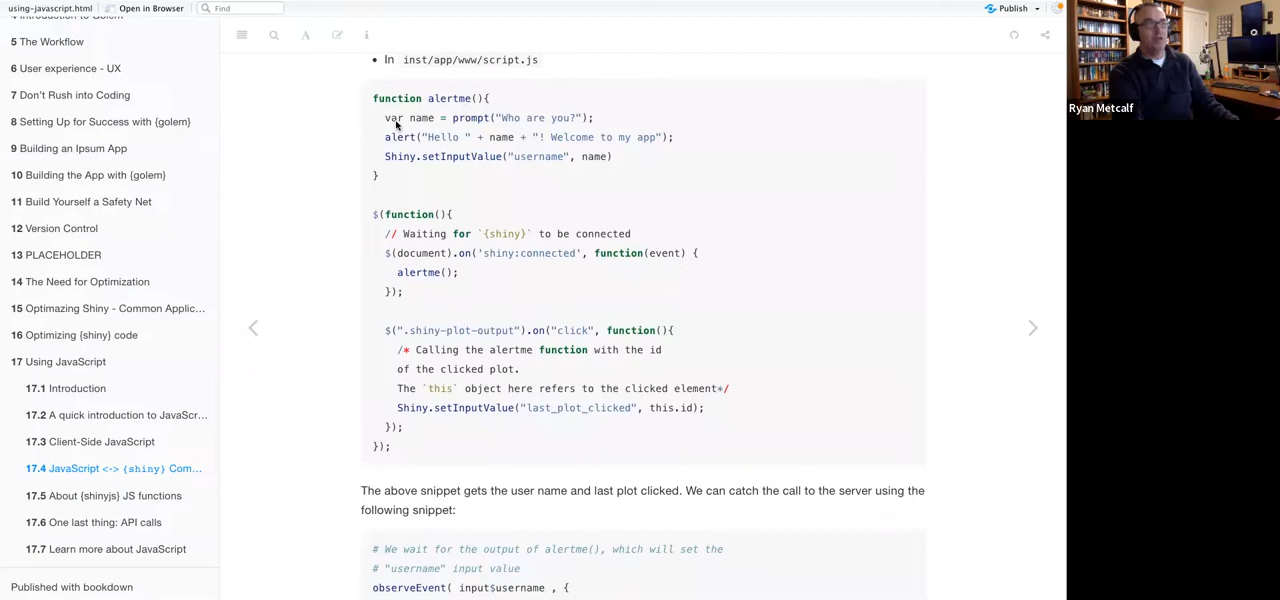 using-javascript.html
Open in Browser
Find
Publish
5 The Workflow
6 User experience - UX
7 Don't Rush into Coding
8 Setting Up for Success with {golem}
9 Building an Ipsum App
10 Building the App with {golem}
11 Build Yourself a Safety Net
12 Version Control
13 PLACEHOLDER
14 The Need for Optimization
15 Optimazing Shiny - Common Applic...
16 Optimizing {shiny} code
17 Using JavaScript
17.1 Introduction
17.2 A quick introduction to JavaScr...
17.3 Client-Side JavaScript
17.4 JavaScript <-> {shiny} Com...
17.5 About {shinyjs} JS functions
17.6 One last thing: API calls
17.7 Learn more about JavaScript
Published with bookdown
• In inst/app/www/script.js
function alertme(){
var name = prompt("Who are you?");
alert("Hello " + name + "! Welcome to my app");
Shiny.setInputValue("username", name)
}
$(function(){
// Waiting for `{shiny}` to be connected
$(document).on('shiny:connected', function(event) {
alertme();
});
$(".shiny-plot-output").on("click", function(){
/* Calling the alertme function with the id
of the clicked plot.
The `this` object here refers to the clicked element*/
Shiny.setInputValue("last_plot_clicked", this.id);
});
});
The above snippet gets the user name and last plot clicked. We can catch the call to the server using the
following snippet:
# We wait for the output of alertme(), which will set the
# "username" input value
observeEvent( input$username , {
Ryan Metcalf